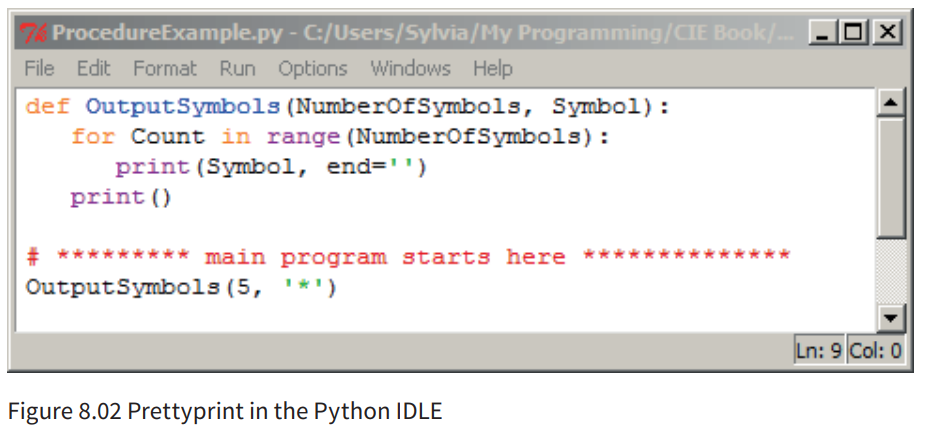 ProcedureExample.py - C:/Users/Sylvia/My Programming/CIE Book/...
File Edit Format Run Options Windows Help
def OutputSymbols(NumberOfSymbols, Symbol):
   for Count in range(NumberOfSymbols):
      print(Symbol, end='')
   print()
# ********* main program starts here **************
OutputSymbols(5, '*')
Ln: 9 Col: 0
Figure 8.02 Prettyprint in the Python IDLE